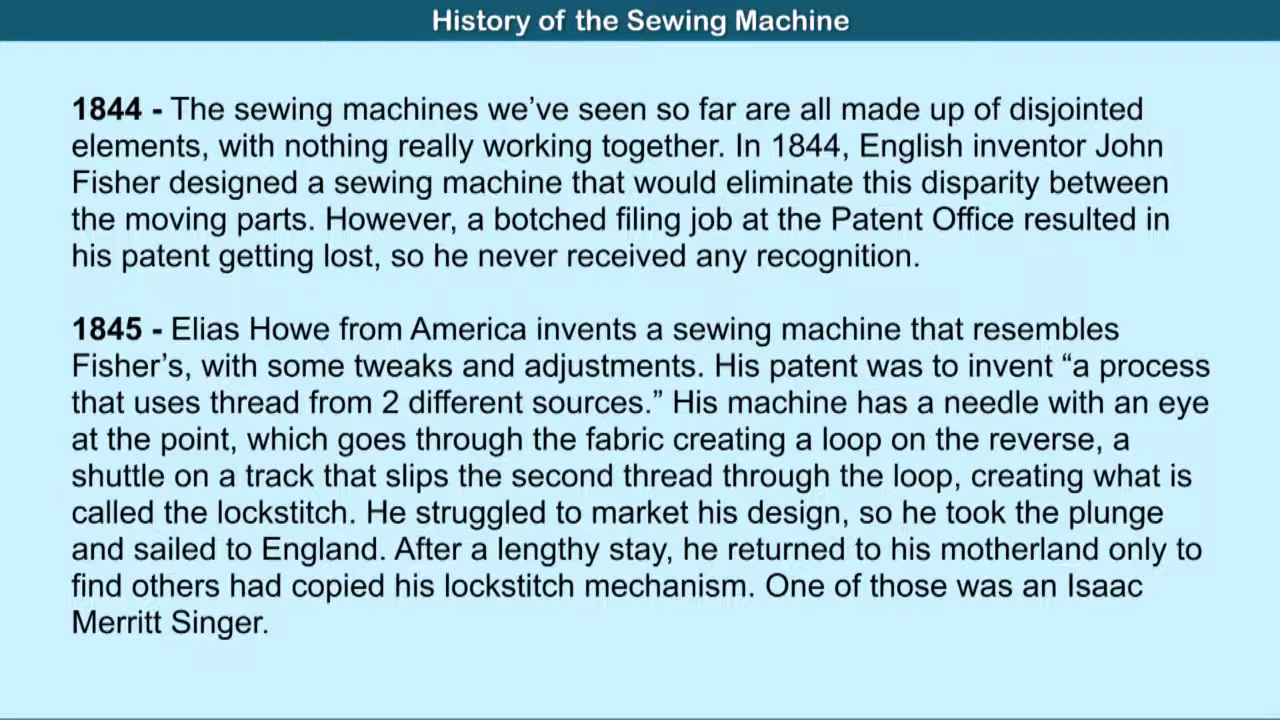 History of the Sewing Machine
1844 - The sewing machines we’ve seen so far are all made up of disjointed
elements, with nothing really working together. In 1844, English inventor John
Fisher designed a sewing machine that would eliminate this disparity between
the moving parts. However, a botched filing job at the Patent Office resulted in
his patent getting lost, so he never received any recognition.
1845 - Elias Howe from America invents a sewing machine that resembles
Fisher’s, with some tweaks and adjustments. His patent was to invent “a process
that uses thread from 2 different sources.” His machine has a needle with an eye
at the point, which goes through the fabric creating a loop on the reverse, a
shuttle on a track that slips the second thread through the loop, creating what is
called the lockstitch. He struggled to market his design, so he took the plunge
and sailed to England. After a lengthy stay, he returned to his motherland only to
find others had copied his lockstitch mechanism. One of those was an Isaac
Merritt Singer.